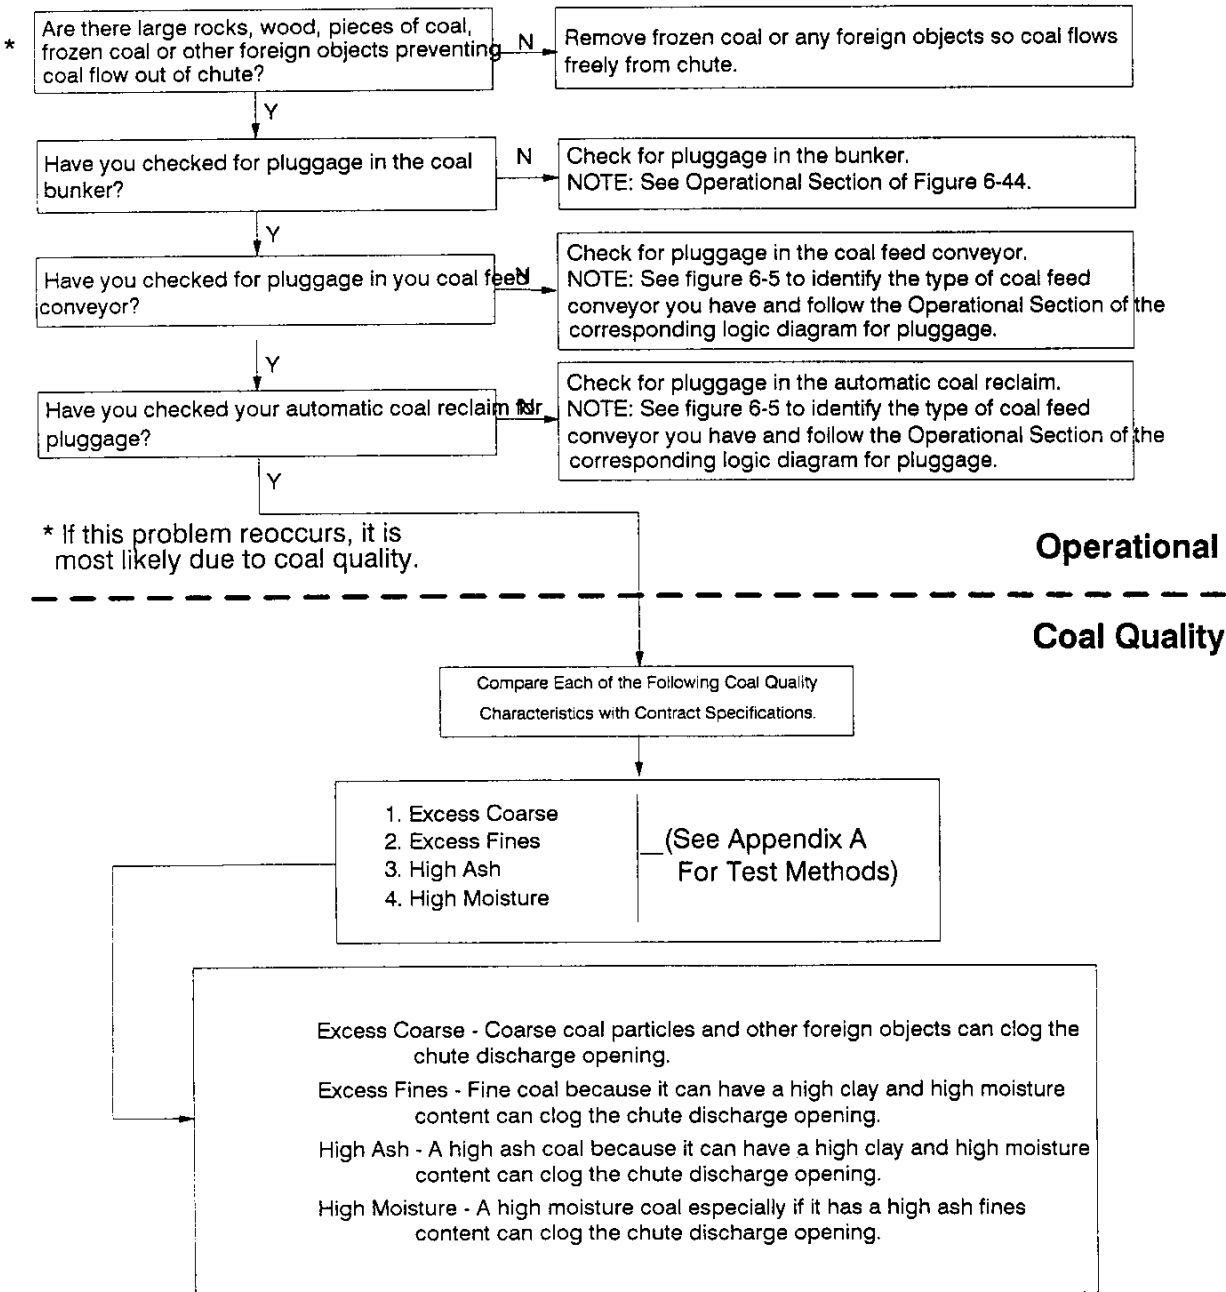 * Are there large rocks, wood, pieces of coal,
frozen coal or other foreign objects preventing
coal flow out of chute?
N
Remove frozen coal or any foreign objects so coal flows
freely from chute.
Y
Have you checked for pluggage in the coal
bunker?
N
Check for pluggage in the bunker.
NOTE: See Operational Section of Figure 6-44.
Y
Have you checked for pluggage in you coal feed
conveyor?
N
Check for pluggage in the coal feed conveyor.
NOTE: See figure 6-5 to identify the type of coal feed
conveyor you have and follow the Operational Section of the
corresponding logic diagram for pluggage.
Y
Have you checked your automatic coal reclaim for
pluggage?
N
Check for pluggage in the automatic coal reclaim.
NOTE: See figure 6-5 to identify the type of coal feed
conveyor you have and follow the Operational Section of the
corresponding logic diagram for pluggage.
Y
* If this problem reoccurs, it is
most likely due to coal quality.
Operational
Coal Quality
Compare Each of the Following Coal Quality
Characteristics with Contract Specifications.
1. Excess Coarse
2. Excess Fines
3. High Ash
4. High Moisture
(See Appendix A
For Test Methods)
Excess Coarse - Coarse coal particles and other foreign objects can clog the
chute discharge opening.
Excess Fines - Fine coal because it can have a high clay and high moisture
content can clog the chute discharge opening.
High Ash - A high ash coal because it can have a high clay and high moisture
content can clog the chute discharge opening.
High Moisture - A high moisture coal especially if it has a high ash fines
content can clog the chute discharge opening.